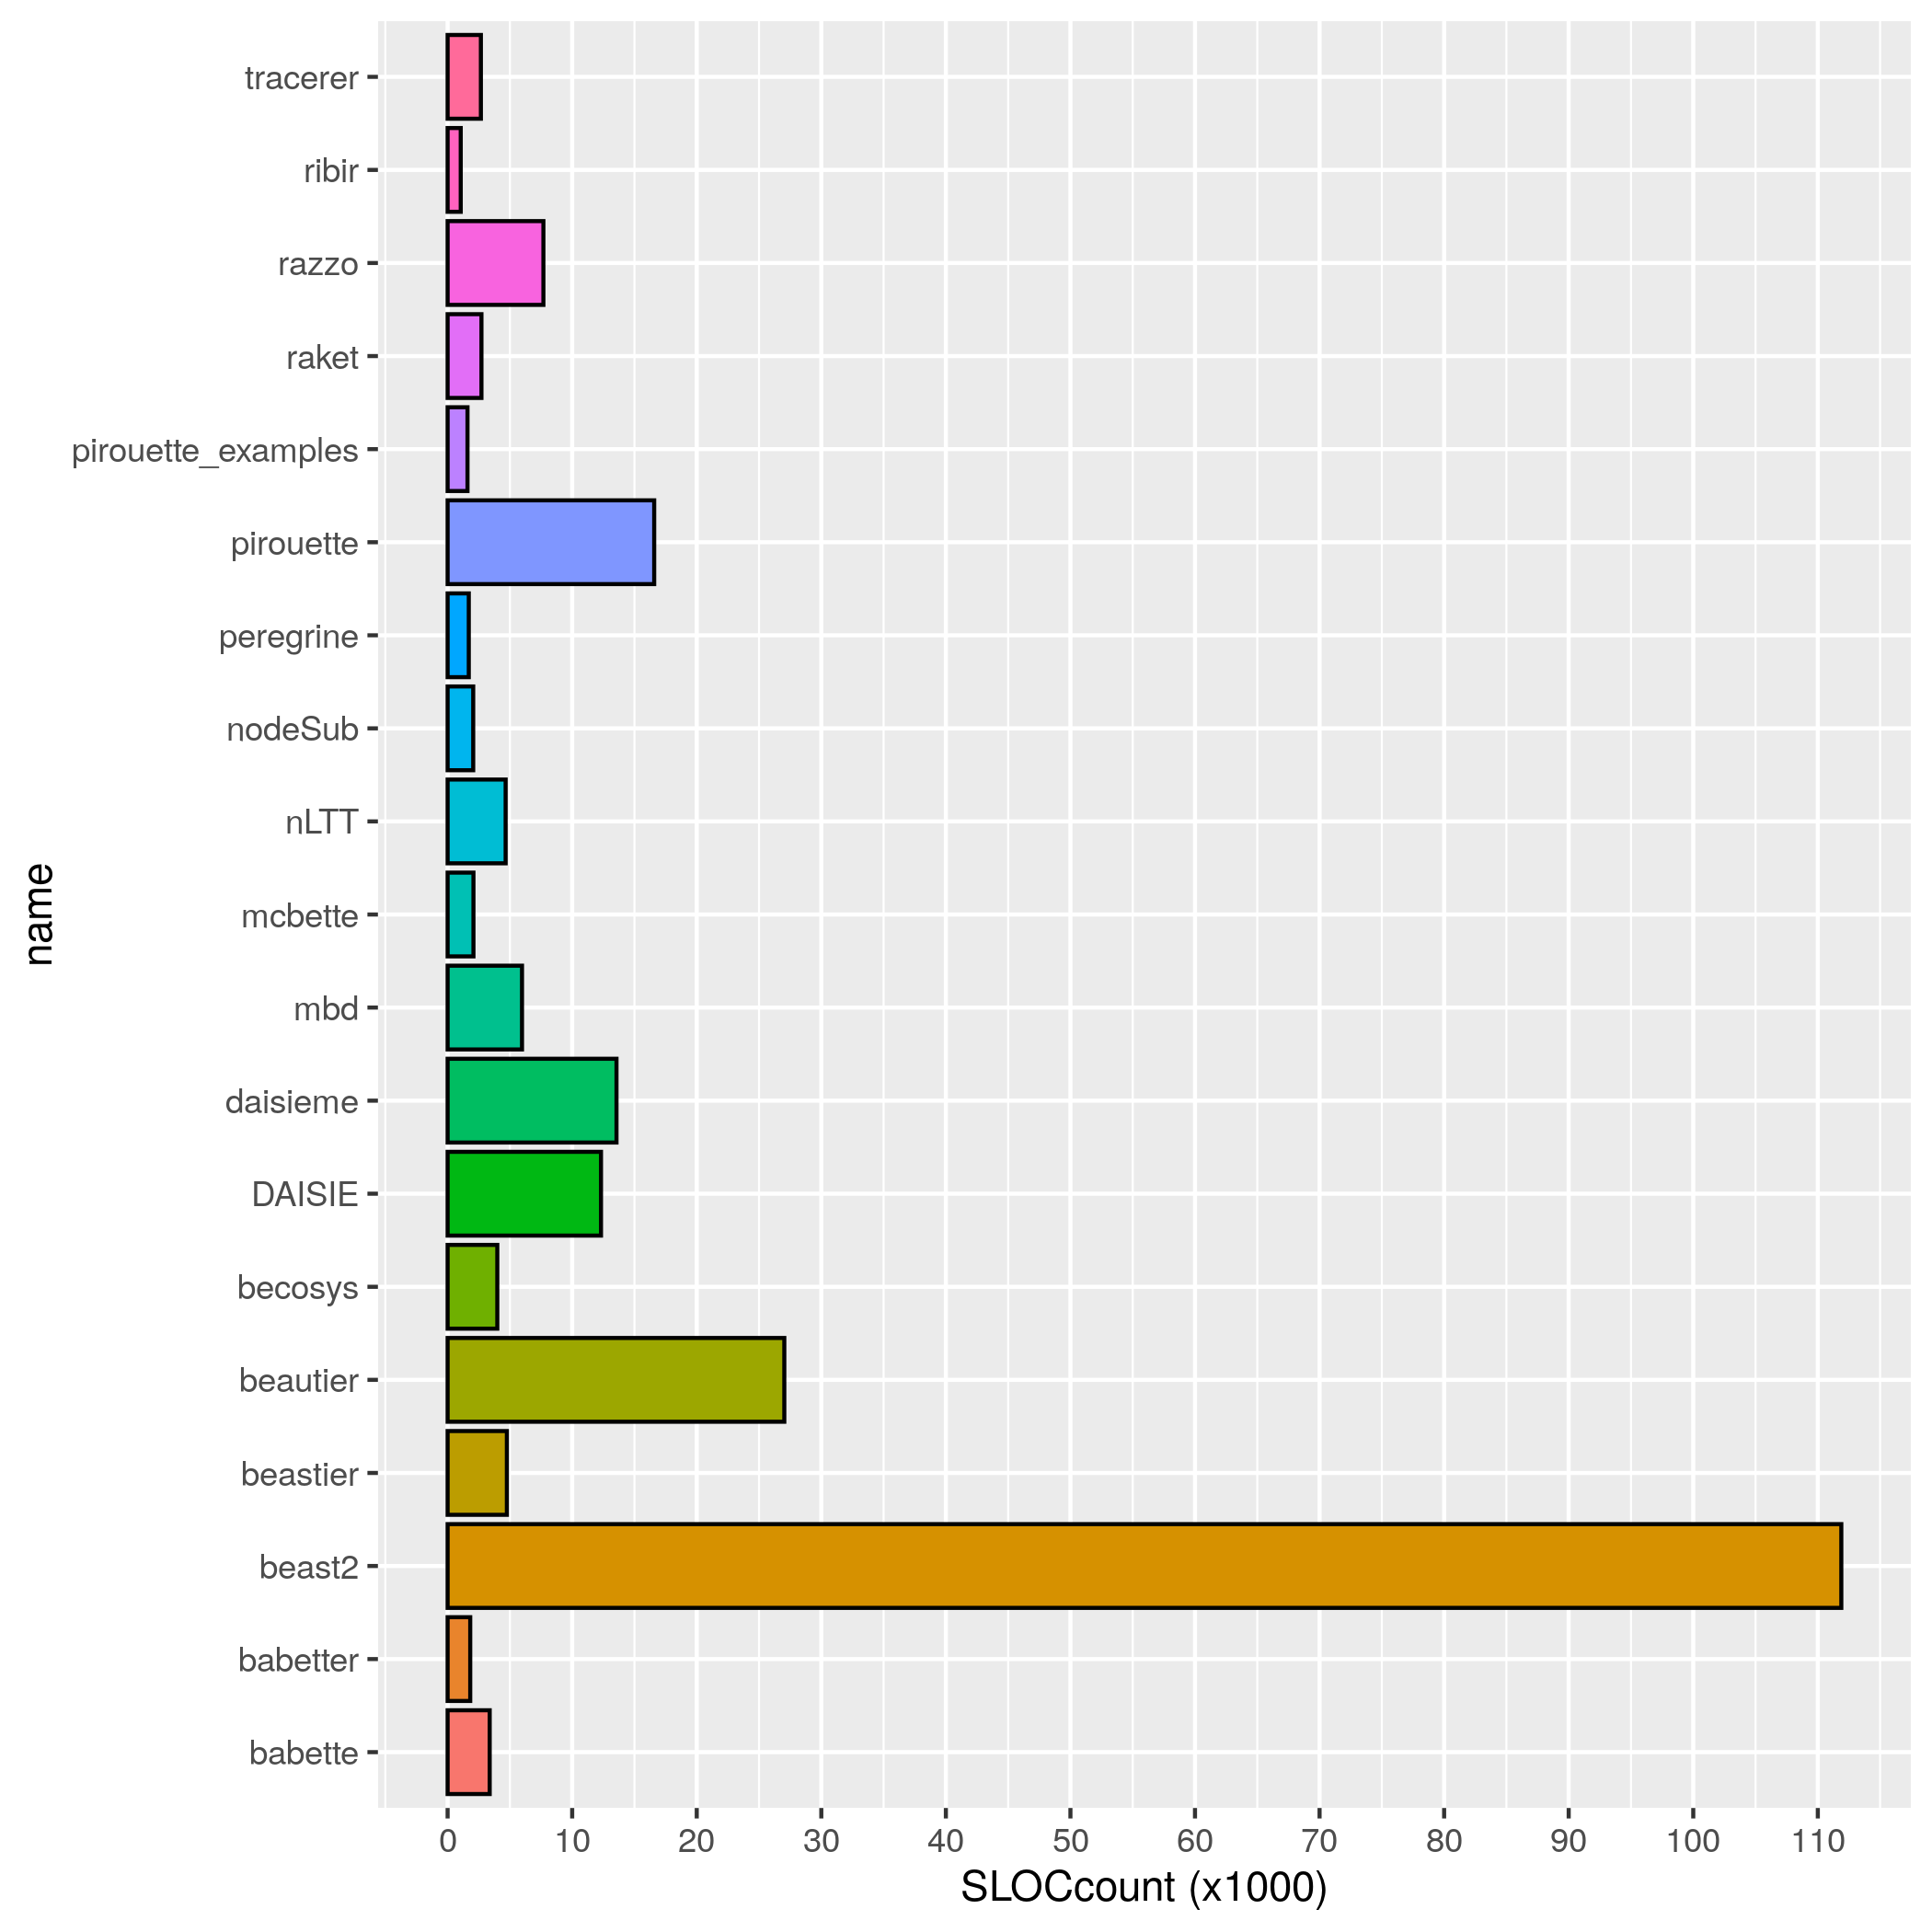 tracerer
ribir
razzo
raket
pirouette_examples
pirouette
peregrine
nodeSub
nLTT
mcbette
mbd
daisieme
DAISIE
becosys
beautier
beastier
beast2
babetter
babette
name
0 10 20 30 40 50 60 70 80 90 100 110
SLOCcount (x1000)